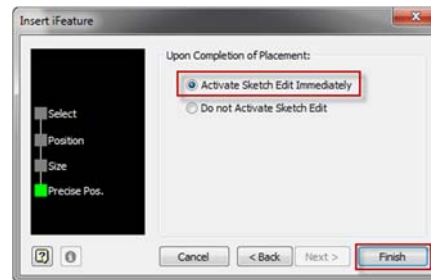 Insert iFeature
Upon Completion of Placement:
Activate Sketch Edit Immediately
Do not Activate Sketch Edit
Select
Position
Size
Precise Pos.
Cancel
< Back
Next >
Finish